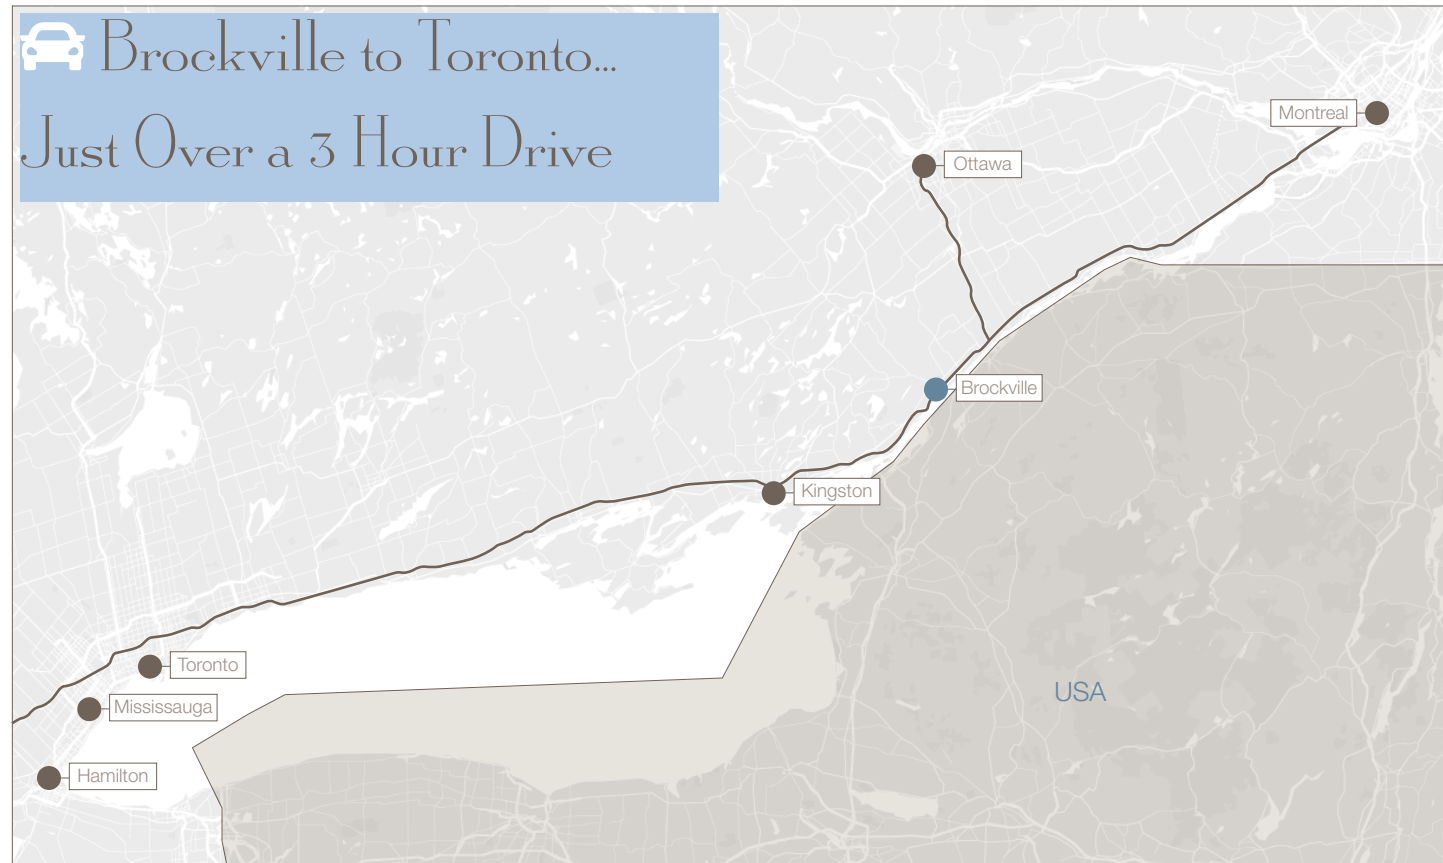 Brockville to Toronto...
Just Over a 3 Hour Drive
Montreal
Ottawa
Brockville
Kingston
Toronto
USA
Mississauga
Hamilton